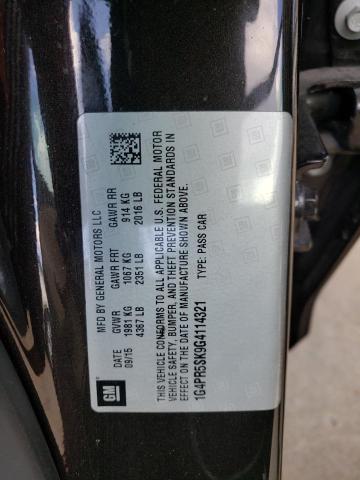 MFD BY GENERAL MOTORS LLC
DATE GVWR GAWR FRT GAWR RR
09/15 1981 KG 1067 KG 914 KG
4367 LB 2351 LB 2016 LB
THIS VEHICLE CONFORMS TO ALL APPLICABLE U.S. FEDERAL MOTOR
VEHICLE SAFETY, BUMPER, AND THEFT PREVENTION STANDARDS IN
EFFECT ON THE DATE OF MANUFACTURE SHOWN ABOVE.
1G4PR5SK9G4114321 TYPE: PASS CAR
GM